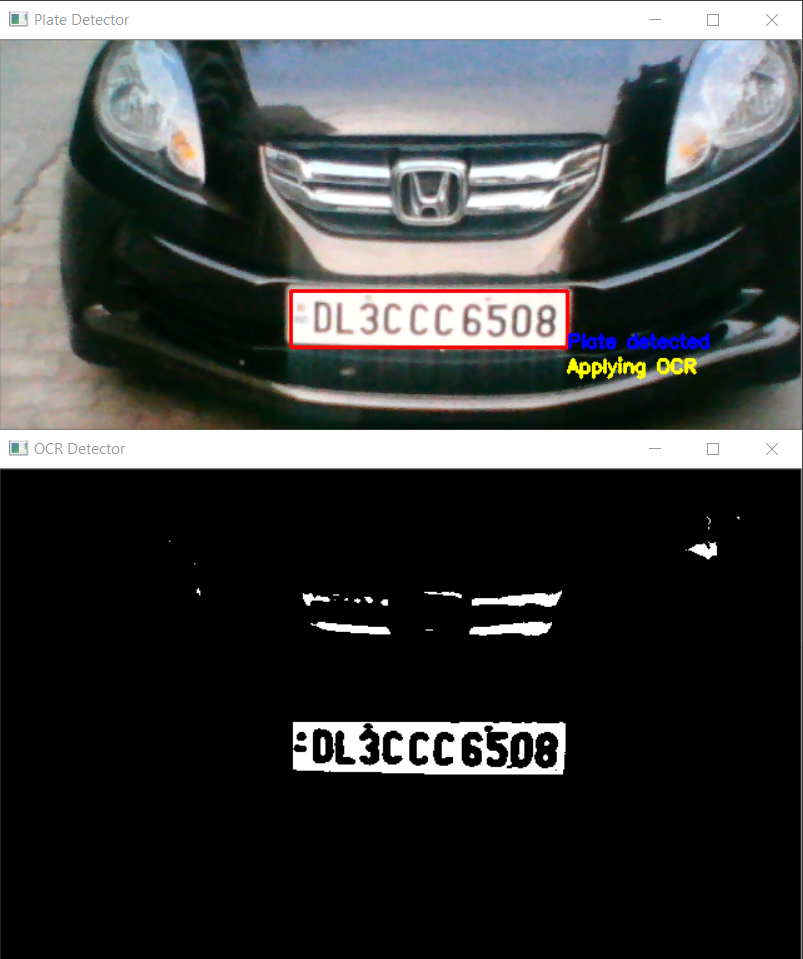 Plate Detector
DL3CCC6508
Plate detected
Applying OCR
OCR Detector
DL3CCC6508